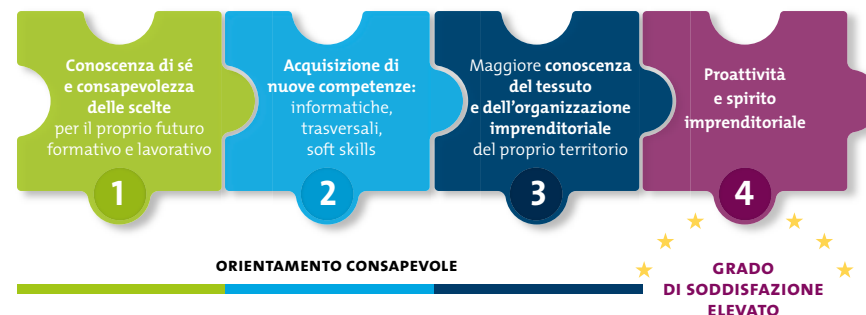 Conoscenza di sé
e consapevolezza
delle scelte
per il proprio futuro
formativo e lavorativo
1
Acquisizione di
nuove competenze:
informatiche,
trasversali,
soft skills
2
Maggiore conoscenza
del tessuto
e dell'organizzazione
imprenditoriale
del proprio territorio
3
Proattività
e spirito
imprenditoriale
4
ORIENTAMENTO CONSAPEVOLE
GRADO
DI SODDISFAZIONE
ELEVATO